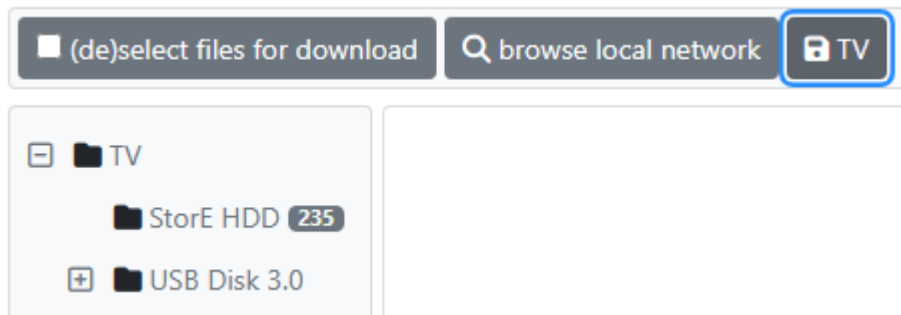 (de)select files for download browse local network TV
TV
StorE HDD 235
USB Disk 3.0